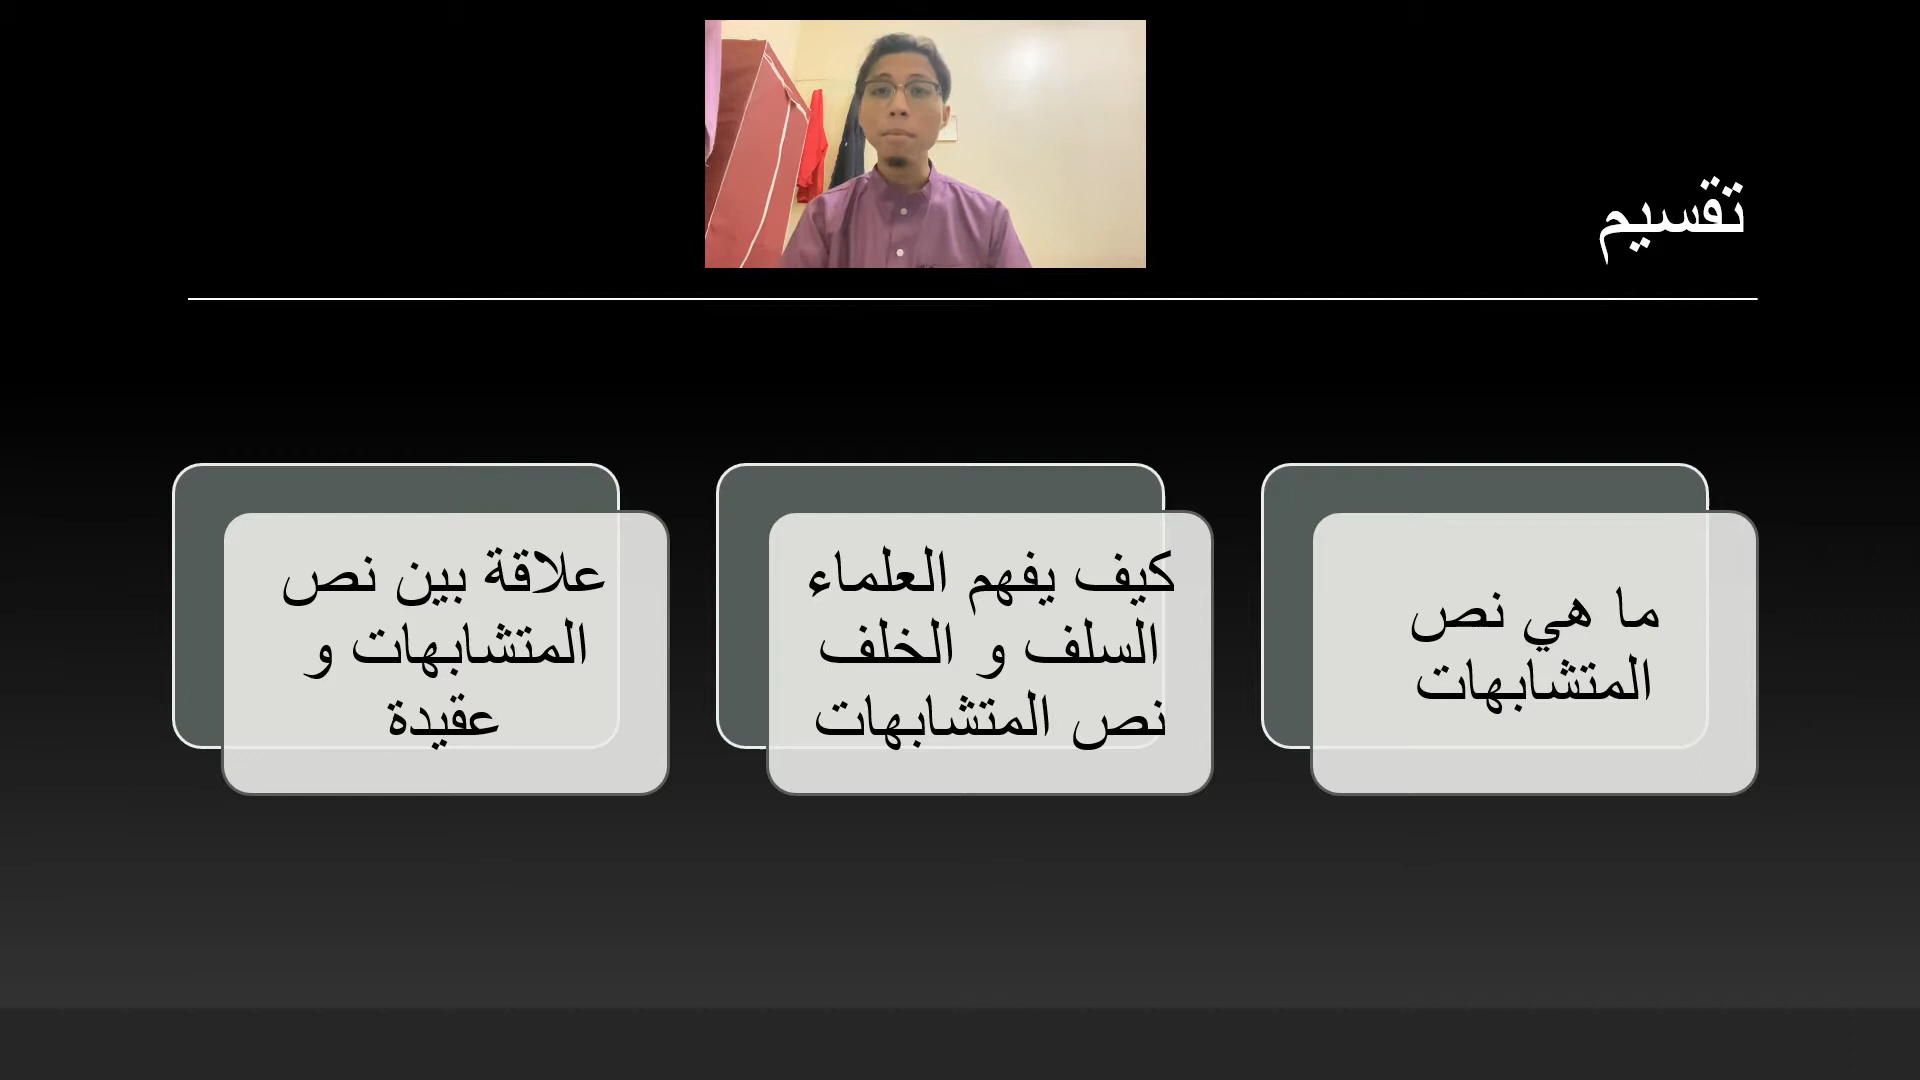 تقسيم
ما هي نص
المتشابهات
كيف يفهم العلماء
السلف و الخلف
نص المتشابهات
علاقة بين نص
المتشابهات و
عقيدة